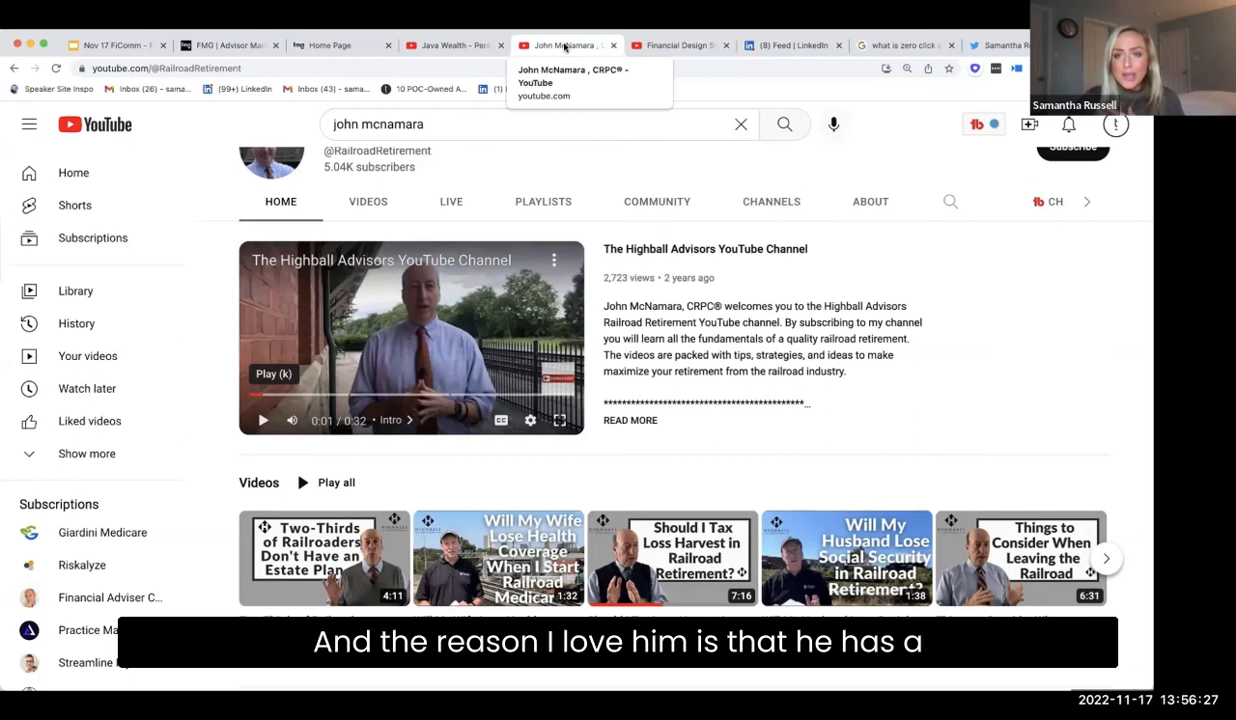 Nov 17 FiComm - F
FMG | Advisor Mar
Home Page
Java Wealth - Pers
John McNamara , C
Financial Design S
(8) Feed | LinkedIn
what is zero click
Samantha Rus
youtube.com/@RailroadRetirement
Speaker Site Inspo
Inbox (26) - sama...
(99+) LinkedIn
Inbox (43) - sama...
10 POC-Owned A...
John McNamara , CRPC® -
YouTube
youtube.com
Samantha Russell
YouTube
john mcnamara
@RailroadRetirement
5.04K subscribers
Subscribe
HOME
VIDEOS
LIVE
PLAYLISTS
COMMUNITY
CHANNELS
ABOUT
CH
Home
Shorts
Subscriptions
Library
History
Your videos
Watch later
Liked videos
Show more
Subscriptions
Giardini Medicare
Riskalyze
Financial Adviser C...
Practice Ma
Streamline
The Highball Advisors YouTube Channel
Play (k)
0:01 / 0:32 • Intro
CC
The Highball Advisors YouTube Channel
2,723 views • 2 years ago
John McNamara, CRPC® welcomes you to the Highball Advisors
Railroad Retirement YouTube channel. By subscribing to my channel
you will learn all the fundamentals of a quality railroad retirement.
The videos are packed with tips, strategies, and ideas to make
maximize your retirement from the railroad industry.
READ MORE
Videos
Play all
Two-Thirds
of Railroaders
Don't Have an
Estate Plan
4:11
Will My Wife
Lose Health
Coverage
When I Start
Railroad
Medicar
1:32
Should I Tax
Loss Harvest in
Railroad
Retirement?
7:16
Will My
Husband Lose
Social Security
in Railroad
Retirement?
1:38
Things to
Consider When
Leaving the
Railroad
6:31
And the reason I love him is that he has a
2022-11-17 13:56:27